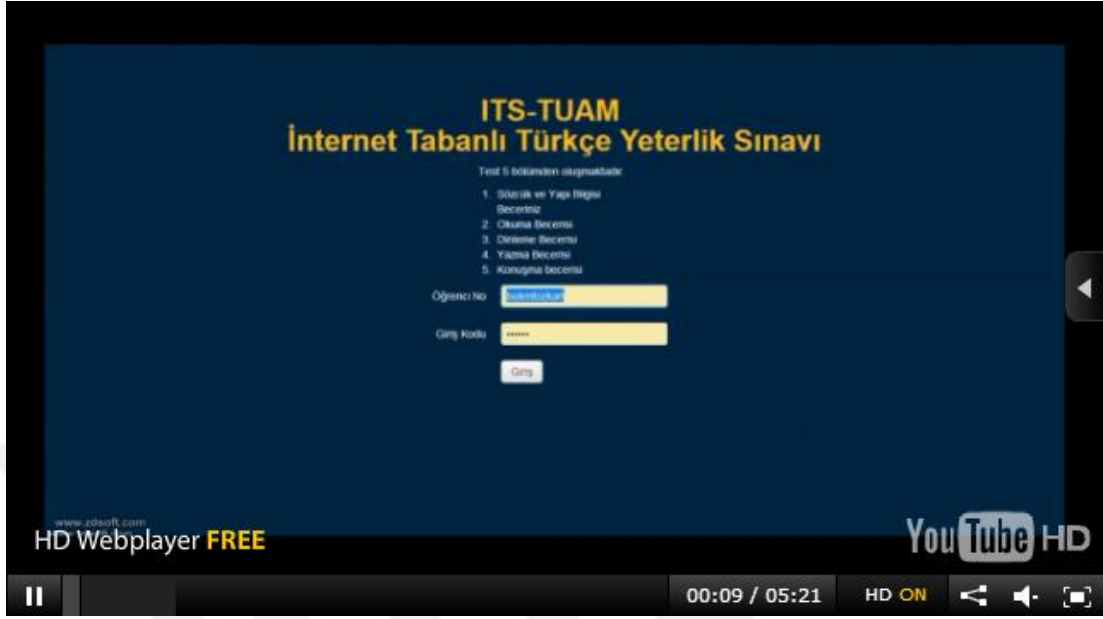 ITS-TUAM
İnternet Tabanlı Türkçe Yeterlik Sınavı
Test 5 bölümden oluşmaktadır.
1. Sözcük ve Yapı Bilgisi
Beceriniz
2. Okuma Becerisi
3. Dinleme Becerisi
4. Yazma Becerisi
5. Konuşma becerisi
Öğrenci No
Giriş Kodu ••••••
Giriş
www.zdsoft.com
HD Webplayer FREE
YouTube HD
00:09 / 05:21 HD ON